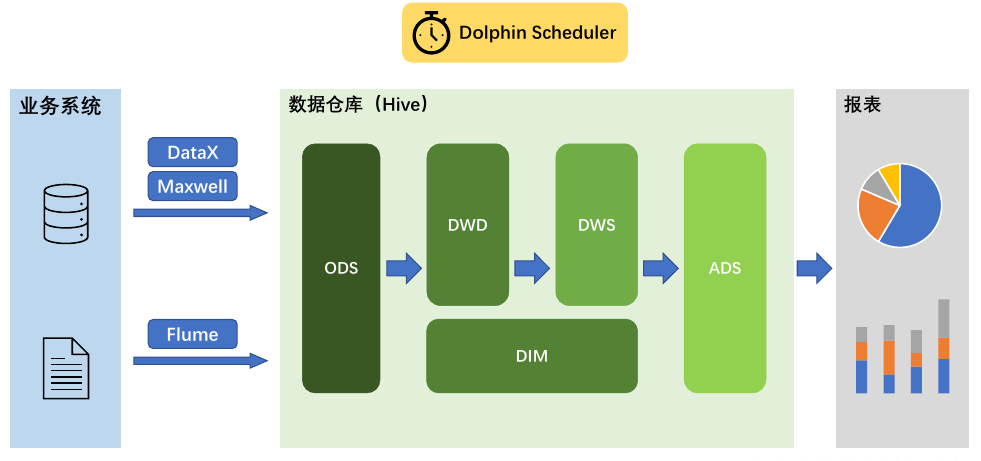 Dolphin Scheduler
业务系统
DataX
Maxwell
Flume
数据仓库（Hive）
ODS
DWD
DWS
DIM
ADS
报表